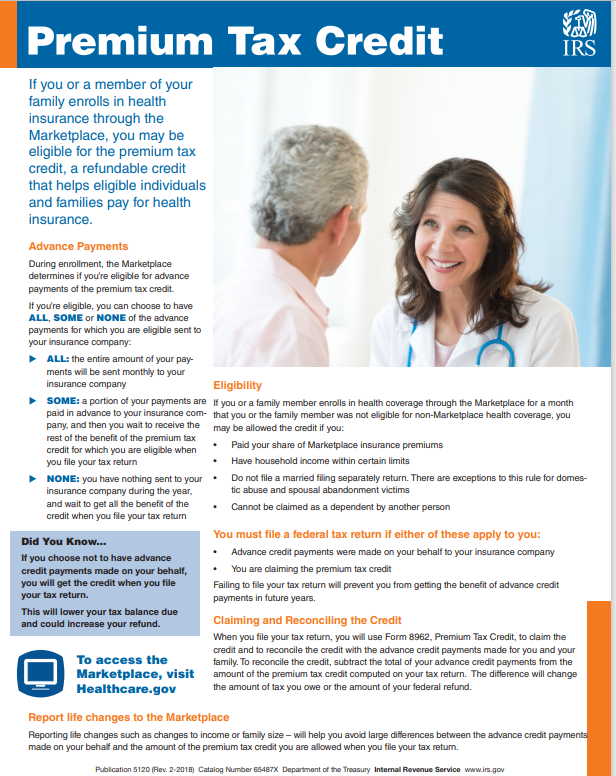 Premium Tax Credit
IRS
If you or a member of your
family enrolls in health
insurance through the
Marketplace, you may be
eligible for the premium tax
credit, a refundable credit
that helps eligible individuals
and families pay for health
insurance.
Advance Payments
During enrollment, the Marketplace
determines if you're eligible for advance
payments of the premium tax credit.
If you're eligible, you can choose to have
ALL, SOME or NONE of the advance
payments for which you are eligible sent to
your insurance company:
▶ ALL: the entire amount of your pay-
ments will be sent monthly to your
insurance company
▶ SOME: a portion of your payments are
paid in advance to your insurance com-
pany, and then you wait to receive the
rest of the benefit of the premium tax
credit for which you are eligible when
you file your tax return
▶ NONE: you have nothing sent to your
insurance company during the year,
and wait to get all the benefit of the
credit when you file your tax return
Did You Know...
If you choose not to have advance
credit payments made on your behalf,
you will get the credit when you file
your tax return.
This will lower your tax balance due
and could increase your refund.
To access the
Marketplace, visit
Healthcare.gov
Eligibility
If you or a family member enrolls in health coverage through the Marketplace for a month
that you or the family member was not eligible for non-Marketplace health coverage, you
may be allowed the credit if you:
• Paid your share of Marketplace insurance premiums
• Have household income within certain limits
• Do not file a married filing separately return. There are exceptions to this rule for domes-
tic abuse and spousal abandonment victims
• Cannot be claimed as a dependent by another person
You must file a federal tax return if either of these apply to you:
• Advance credit payments were made on your behalf to your insurance company
• You are claiming the premium tax credit
Failing to file your tax return will prevent you from getting the benefit of advance credit
payments in future years.
Claiming and Reconciling the Credit
When you file your tax return, you will use Form 8962, Premium Tax Credit, to claim the
credit and to reconcile the credit with the advance credit payments made for you and your
family. To reconcile the credit, subtract the total of your advance credit payments from the
amount of the premium tax credit computed on your tax return. The difference will change
the amount of tax you owe or the amount of your federal refund.
Report life changes to the Marketplace
Reporting life changes such as changes to income or family size – will help you avoid large differences between the advance credit payments
made on your behalf and the amount of the premium tax credit you are allowed when you file your tax return.
Publication 5120 (Rev. 2-2018) Catalog Number 65487X Department of the Treasury Internal Revenue Service www.irs.gov